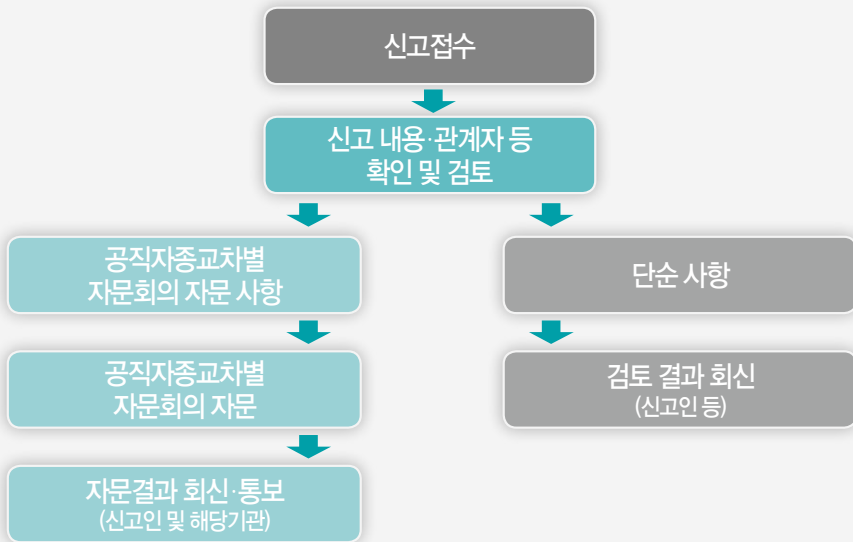 신고접수
신고 내용·관계자 등
확인 및 검토
공직자종교차별
자문회의 자문 사항
단순 사항
공직자종교차별
자문회의 자문
검토 결과 회신
(신고인 등)
자문결과 회신·통보
(신고인 및 해당기관)